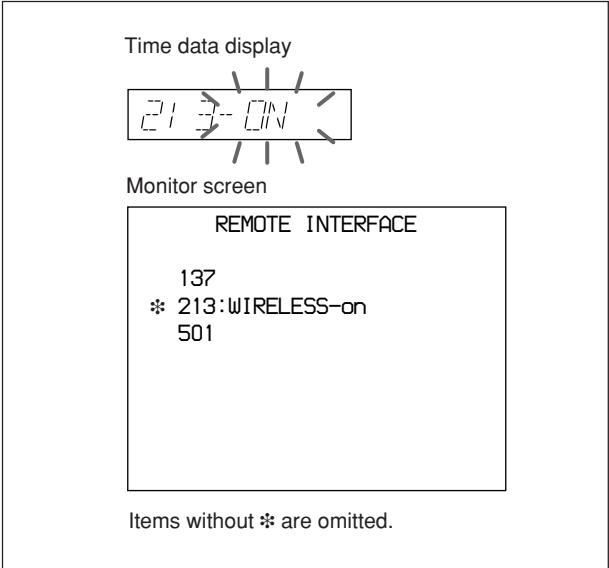 Time data display
213-ON
Monitor screen
REMOTE INTERFACE
137
✽ 213:WIRELESS-on
501
Items without ✽ are omitted.